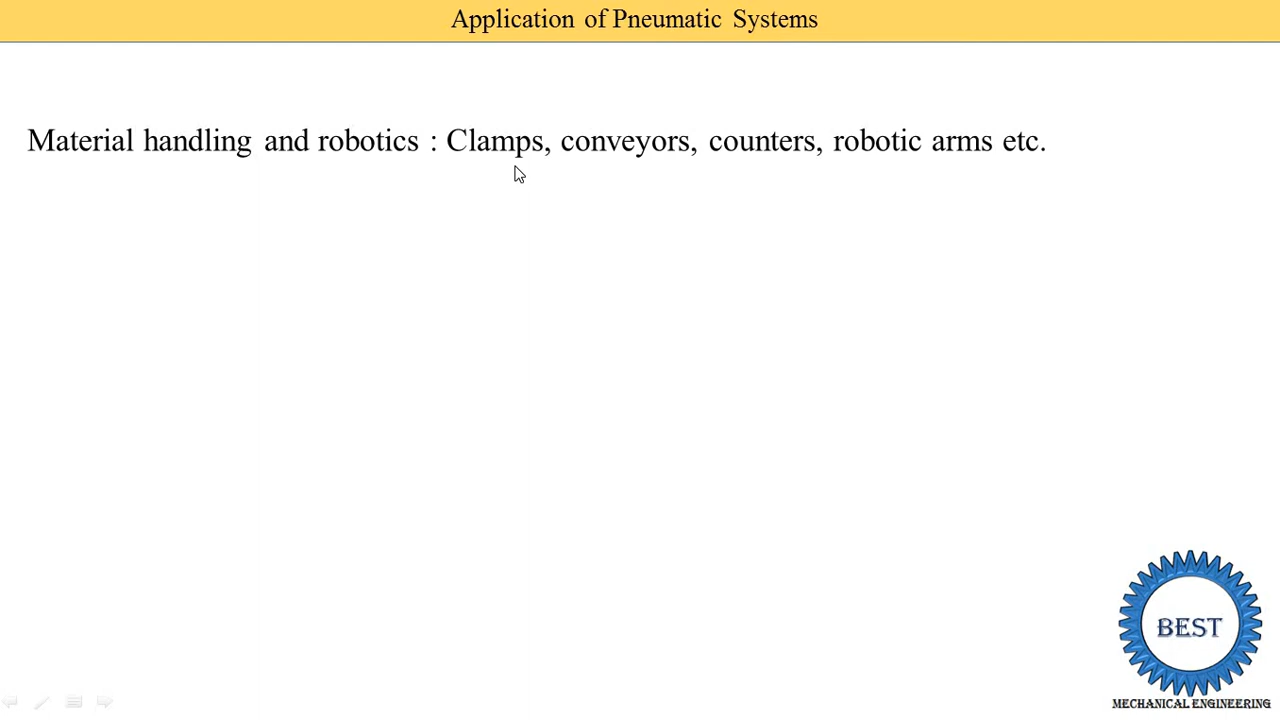 Application of Pneumatic Systems
Material handling and robotics : Clamps, conveyors, counters, robotic arms etc.
BEST
MECHANICAL ENGINEERING